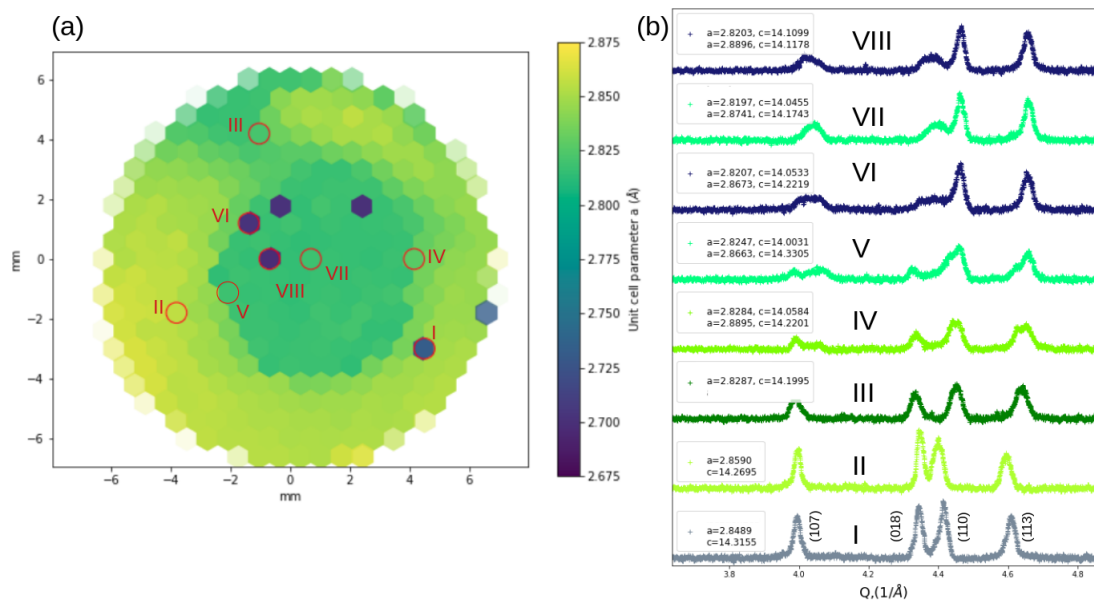 (a)
6
4
2
0
−2
−4
−6
mm
−6
−4
−2
0
2
4
6
mm
III
VI
IV
VII
VIII
II
V
I
2.875
2.850
2.825
2.800
2.775
2.750
2.725
2.700
2.675
Unit cell parameter a (Å)
(b)
a=2.8203, c=14.1099
a=2.8896, c=14.1178
VIII
a=2.8197, c=14.0455
a=2.8741, c=14.1743
VII
a=2.8207, c=14.0533
a=2.8673, c=14.2219
VI
a=2.8247, c=14.0031
a=2.8663, c=14.3305
V
a=2.8284, c=14.0584
a=2.8895, c=14.2201
IV
a=2.8287, c=14.1995
III
a=2.8590
c=14.2695
II
a=2.8489
c=14.3155
I
(107)
(018)
(110)
(113)
3.8
4.0
4.2
4.4
4.6
4.8
Q,(1/Å)